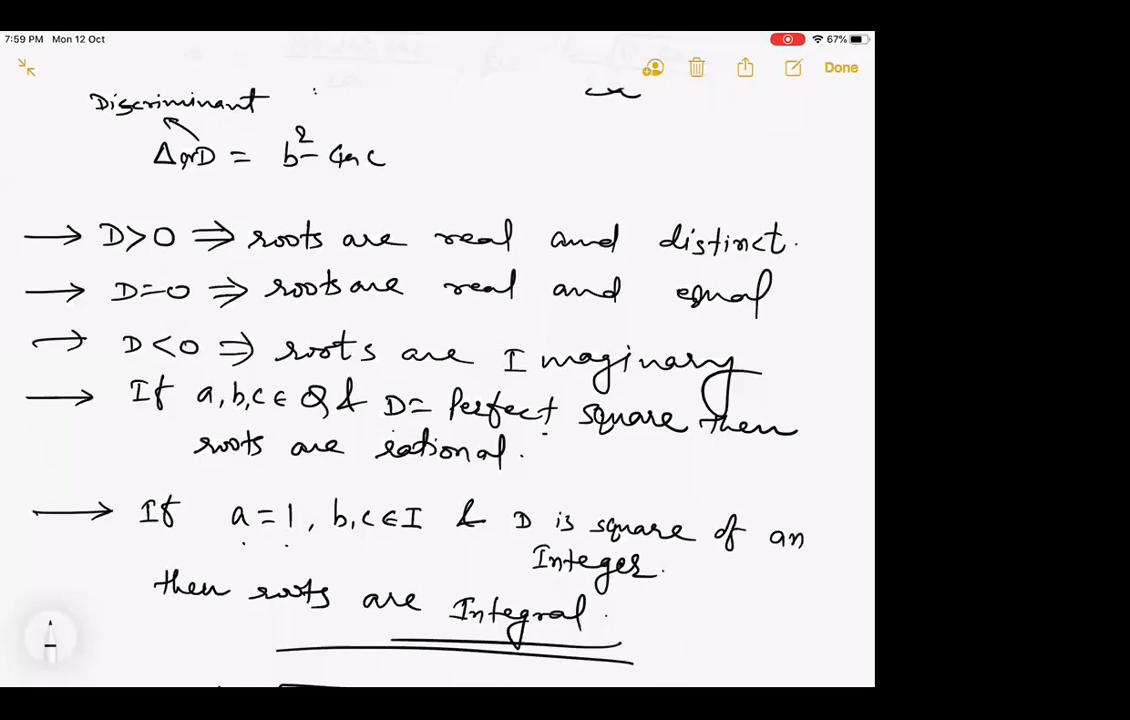 7:59 PM Mon 12 Oct 67%
Done
Discriminant :
Δ or D = b² - 4ac
→ D>0 ⇒ roots are real and distinct.
→ D=0 ⇒ roots are real and equal
→ D<0 ⇒ roots are Imaginary
→ If a,b,c ∈ Q & D= Perfect square then
roots are rational.
→ If a=1, b,c ∈ I & D is square of an
Integer.
then roots are Integral.